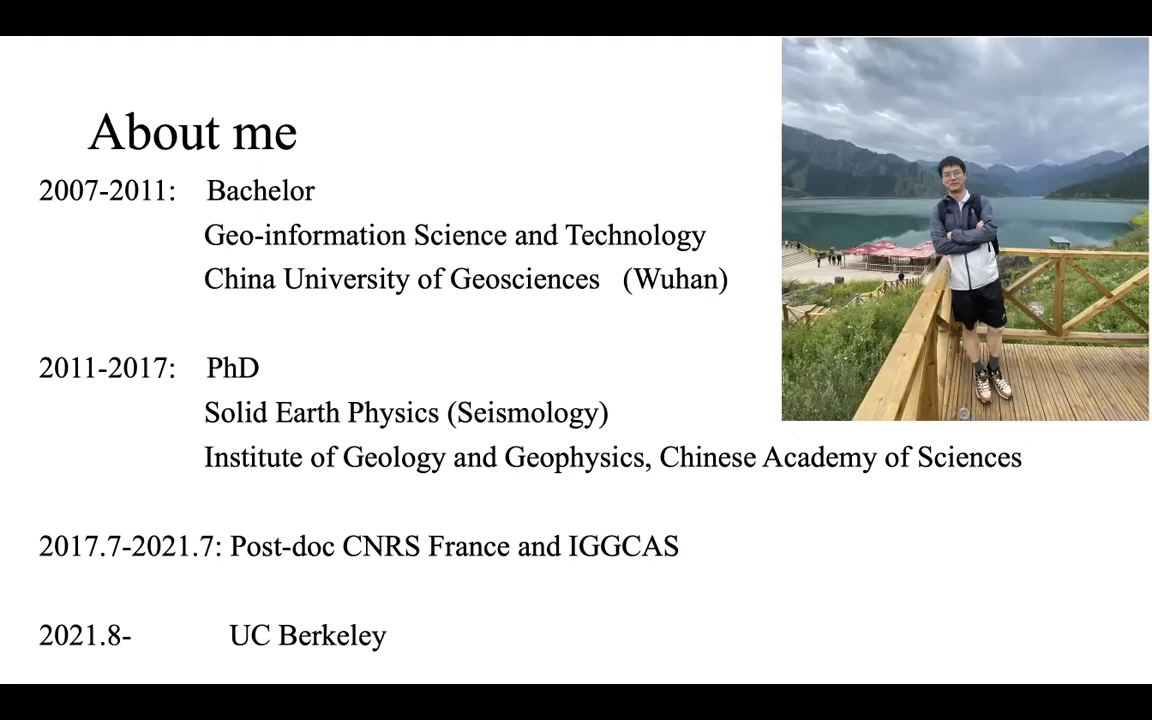 About me
2007-2011: Bachelor
Geo-information Science and Technology
China University of Geosciences (Wuhan)
2011-2017: PhD
Solid Earth Physics (Seismology)
Institute of Geology and Geophysics, Chinese Academy of Sciences
2017.7-2021.7: Post-doc CNRS France and IGGCAS
2021.8- UC Berkeley